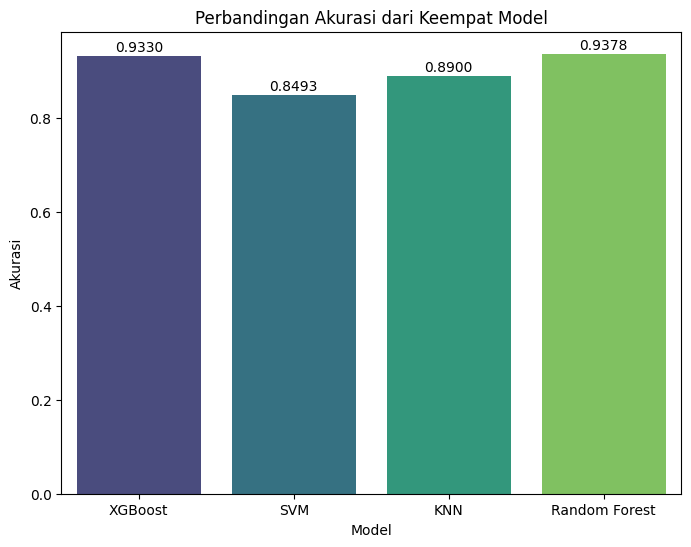 Perbandingan Akurasi dari Keempat Model
0.9330
0.8493
0.8900
0.9378
Akurasi
0.8
0.6
0.4
0.2
0.0
XGBoost
SVM
KNN
Random Forest
Model